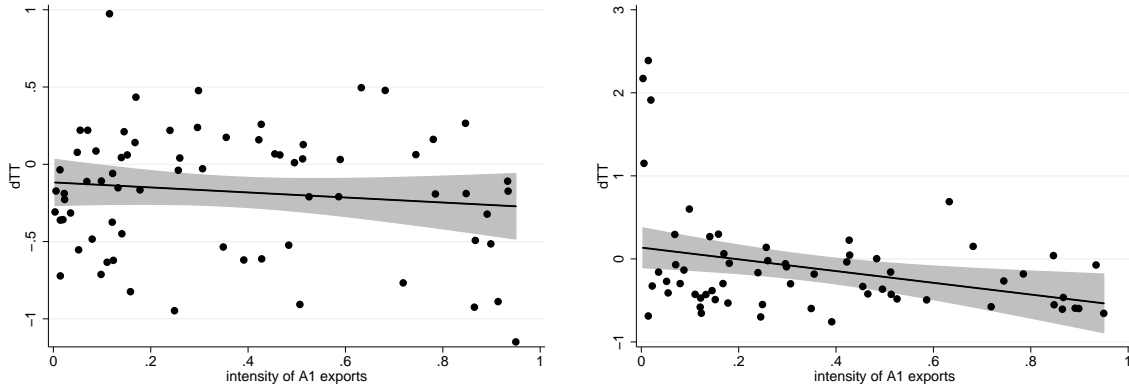 1
.5
0
-.5
-1
dTT
0 .2 .4 .6 .8 1
intensity of A1 exports
3
2
1
0
-1
dTT
0 .2 .4 .6 .8 1
intensity of A1 exports